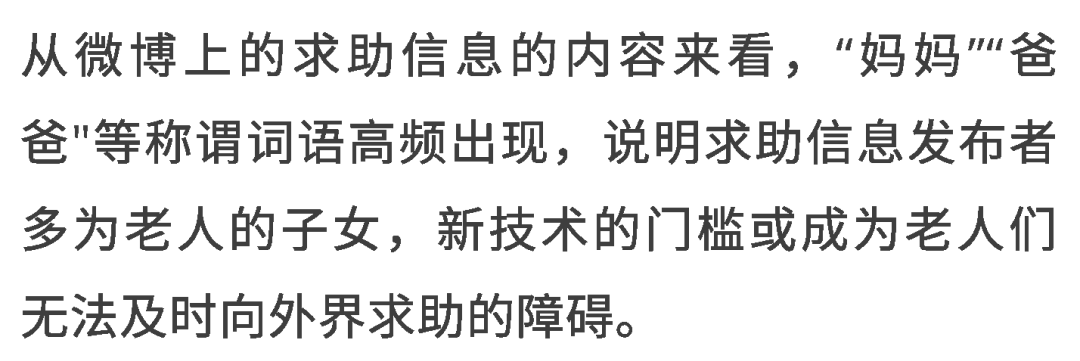 从微博上的求助信息的内容来看，“妈妈”“爸
爸"等称谓词语高频出现，说明求助信息发布者
多为老人的子女，新技术的门槛或成为老人们
无法及时向外界求助的障碍。